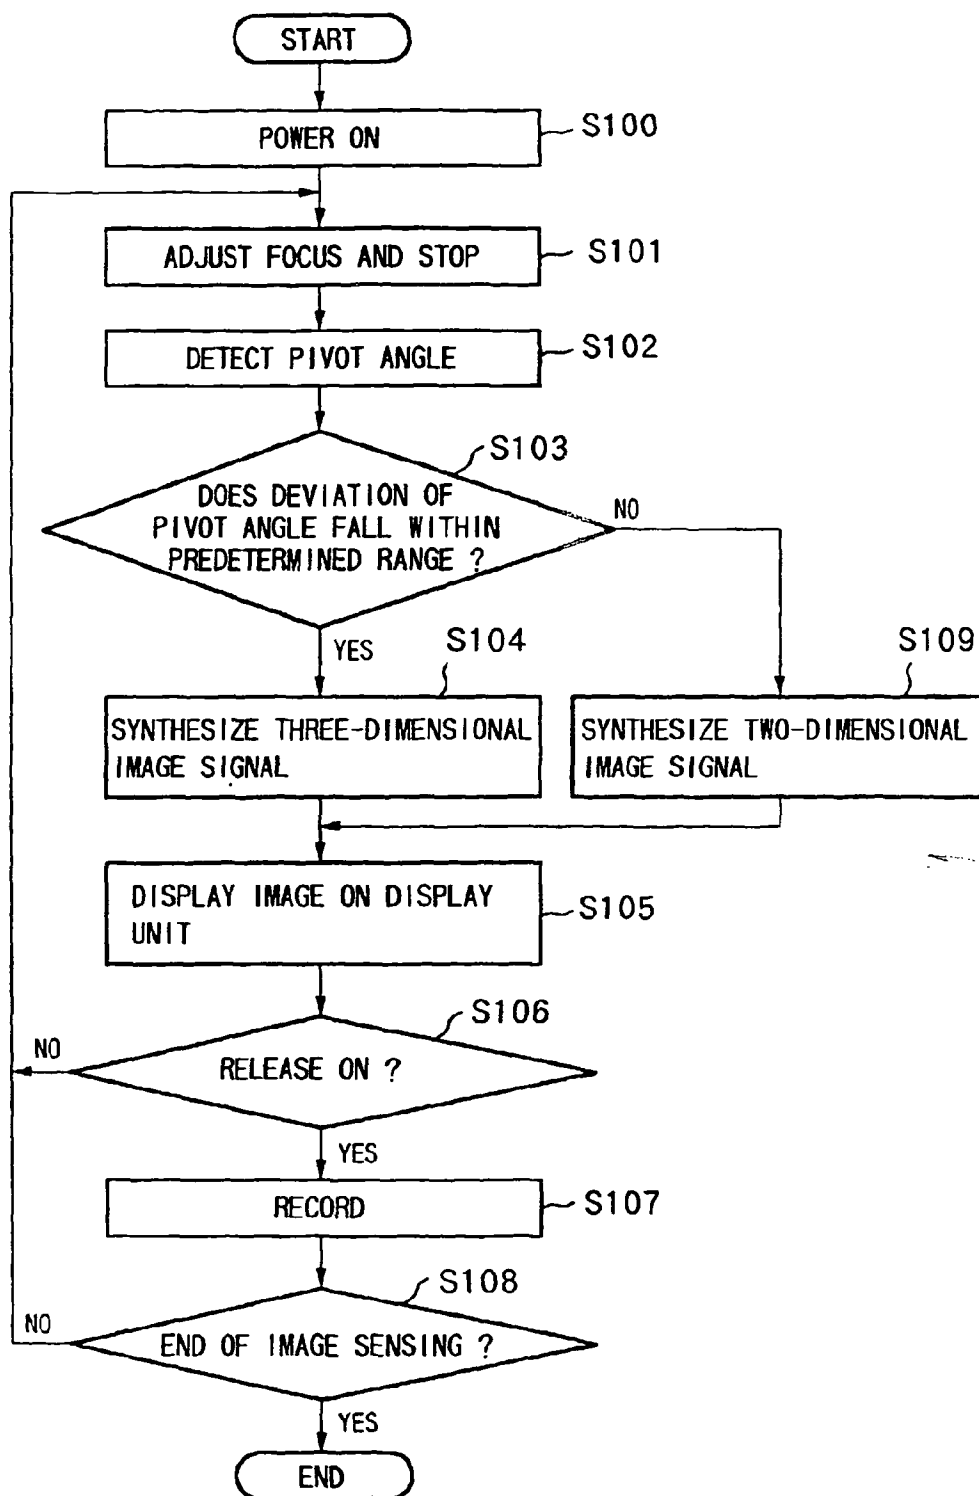 START
POWER ON
S100
ADJUST FOCUS AND STOP
S101
DETECT PIVOT ANGLE
S102
S103
DOES DEVIATION OF
PIVOT ANGLE FALL WITHIN
PREDETERMINED RANGE ?
NO
YES
S104
S109
SYNTHESIZE THREE-DIMENSIONAL
IMAGE SIGNAL
SYNTHESIZE TWO-DIMENSIONAL
IMAGE SIGNAL
DISPLAY IMAGE ON DISPLAY
UNIT
S105
S106
NO
RELEASE ON ?
YES
RECORD
S107
S108
NO
END OF IMAGE SENSING ?
YES
END